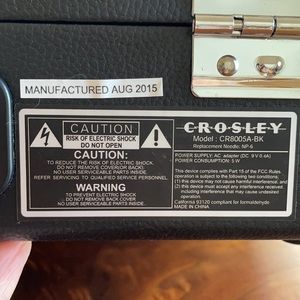 MANUFACTURED AUG 2015
CAUTION
RISK OF ELECTRIC SHOCK
DO NOT OPEN
CAUTION:
TO REDUCE THE RISK OF ELECTRIC SHOCK.
DO NOT REMOVE COVER OR BACK.
NO USER SERVICEABLE PARTS INSIDE.
REFER SERVICING TO QUALIFIED SERVICE PERSONNEL
WARNING
TO PREVENT ELECTRIC SHOCK
DO NOT REMOVE BACK COVER
NO USER SERVICEABLE PARTS INSIDE.
CROSLEY
Model : CR8005A-BK
Replacement Needle: NP-6
POWER SUPPLY: AC adapter (DC 9V 0.4A)
POWER CONSUMPTION: 5 W
This device complies with Part 15 of the FCC Rules.
operation is subject to the following two conditions:
(1) this device may not cause harmful interference, and
(2) this device must accept any interference received,
including interference that may cause undesired
operation.
California 93120 compliant for formaldehyde
MADE IN CHINA